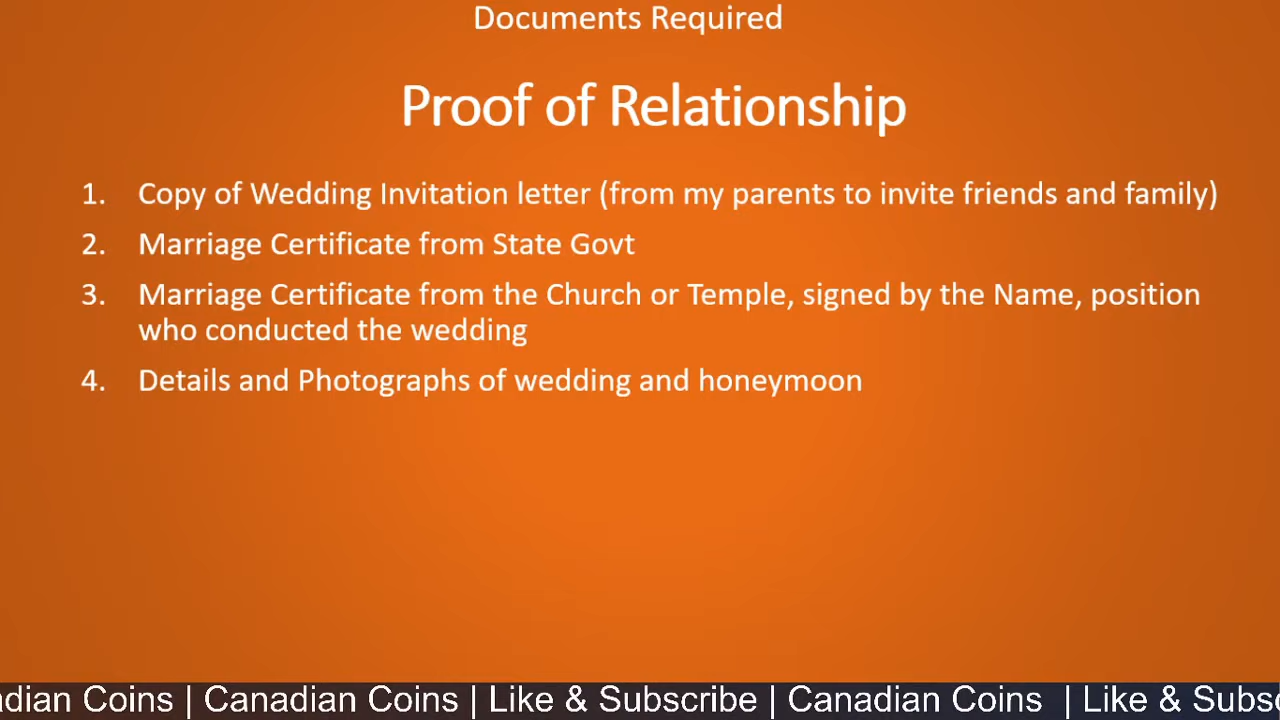 Documents Required
Proof of Relationship
1. Copy of Wedding Invitation letter (from my parents to invite friends and family)
2. Marriage Certificate from State Govt
3. Marriage Certificate from the Church or Temple, signed by the Name, position
who conducted the wedding
4. Details and Photographs of wedding and honeymoon
adian Coins | Canadian Coins | Like & Subscribe | Canadian Coins | Like & Subsc